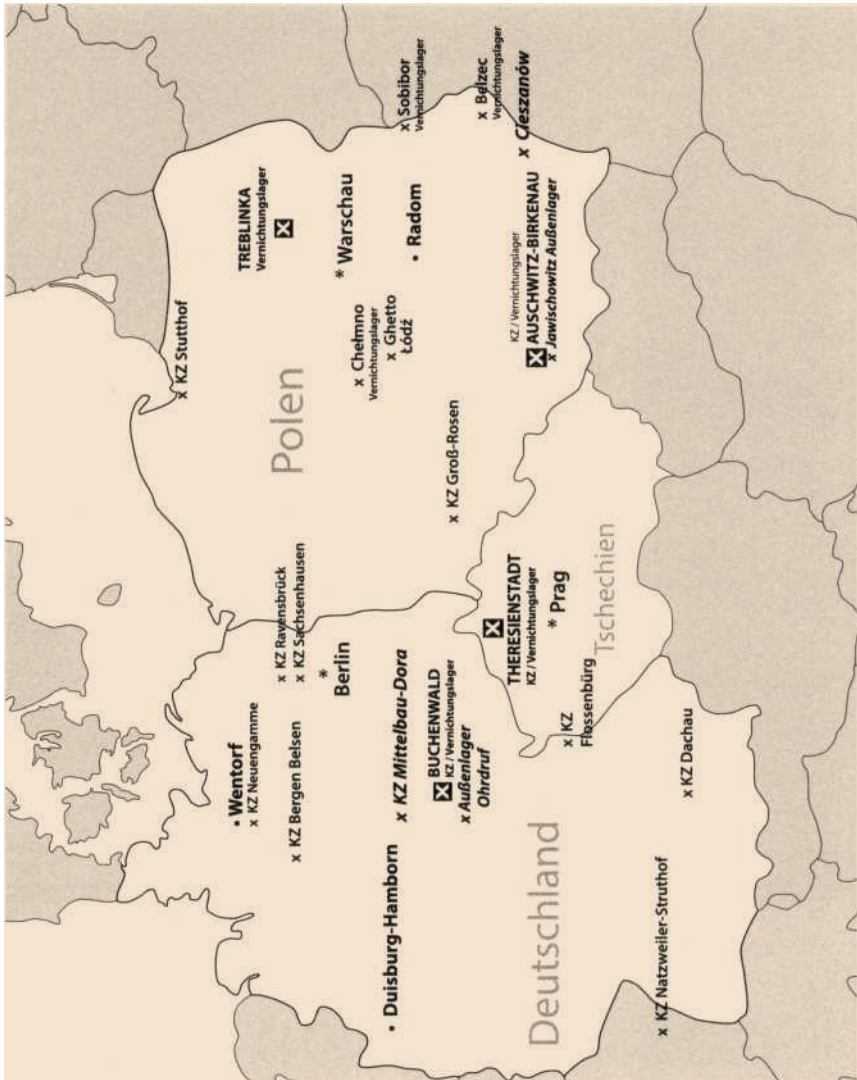 • Wentorf
x KZ Neuengamme
x KZ Bergen Belsen
x KZ Ravensbrück
x KZ Sachsenhausen
*
Berlin
• Duisburg-Hamborn
x KZ Mittelbau-Dora
BUCHENWALD
KZ / Vernichtungslager
x Außenlager
Ohrdruf
Deutschland
x KZ
Flossenbürg
x KZ Dachau
x KZ Natzweiler-Struthof
THERESIENSTADT
KZ / Vernichtungslager
* Prag
Tschechien
x KZ Stutthof
Polen
TREBLINKA
Vernichtungslager
* Warschau
x Chełmno
Vernichtungslager
x Ghetto
Łódź
• Radom
x Sobibor
Vernichtungslager
x KZ Groß-Rosen
x Belzec
Vernichtungslager
x Cieszanów
KZ / Vernichtungslager
AUSCHWITZ-BIRKENAU
x Jawischowitz Außenlager